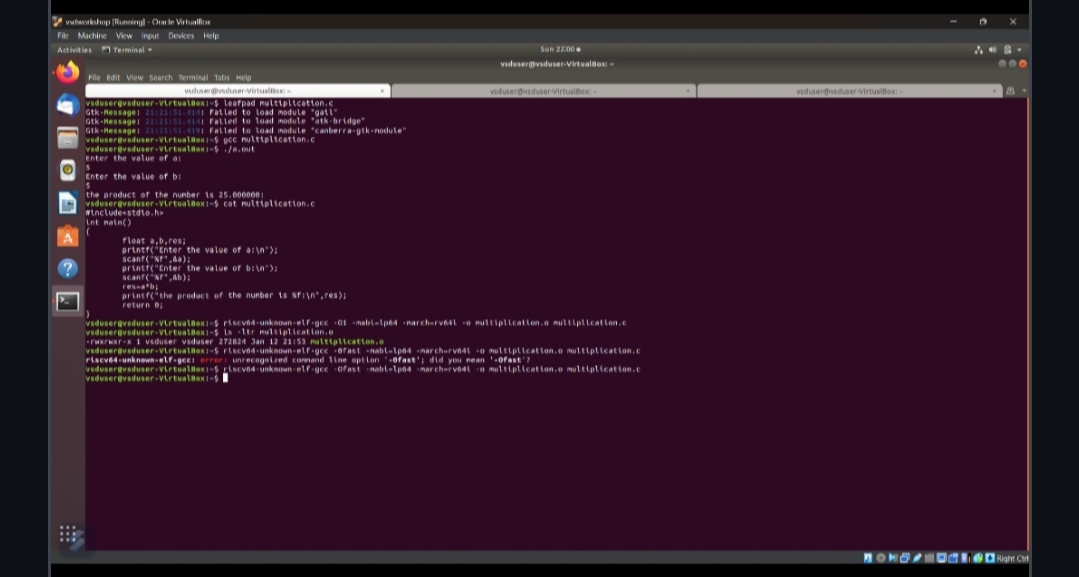 vsdworkshop [Running] - Oracle VirtualBox
File Machine View Input Devices Help
Activities Terminal Sun 22:00
vsduser@vsduser-VirtualBox: ~
File Edit View Search Terminal Tabs Help
vsduser@vsduser-VirtualBox: ~ × vsduser@vsduser-VirtualBox: ~ × vsduser@vsduser-VirtualBox: ~ ×
vsduser@vsduser-VirtualBox:~$ leafpad multiplication.c
Gtk-Message: 21:21:51.414: Failed to load module "gail"
Gtk-Message: 21:21:51.414: Failed to load module "atk-bridge"
Gtk-Message: 21:21:51.419: Failed to load module "canberra-gtk-module"
vsduser@vsduser-VirtualBox:~$ gcc multiplication.c
vsduser@vsduser-VirtualBox:~$ ./a.out
Enter the value of a:
5
Enter the value of b:
5
the product of the number is 25.000000:
vsduser@vsduser-VirtualBox:~$ cat multiplication.c
#include<stdio.h>
int main()
{
float a,b,res;
printf("Enter the value of a:\n");
scanf("%f",&a);
printf("Enter the value of b:\n");
scanf("%f",&b);
res=a*b;
printf("the product of the number is %f:\n",res);
return 0;
}
vsduser@vsduser-VirtualBox:~$ riscv64-unknown-elf-gcc -O1 -mabi=lp64 -march=rv64i -o multiplication.o multiplication.c
vsduser@vsduser-VirtualBox:~$ ls -ltr multiplication.o
-rwxrwxr-x 1 vsduser vsduser 272024 Jan 12 21:53 multiplication.o
vsduser@vsduser-VirtualBox:~$ riscv64-unknown-elf-gcc -0fast -mabi=lp64 -march=rv64i -o multiplication.o multiplication.c
riscv64-unknown-elf-gcc: error: unrecognized command line option '-0fast'; did you mean '-Ofast'?
vsduser@vsduser-VirtualBox:~$ riscv64-unknown-elf-gcc -Ofast -mabi=lp64 -march=rv64i -o multiplication.o multiplication.c
vsduser@vsduser-VirtualBox:~$
Right Ctrl